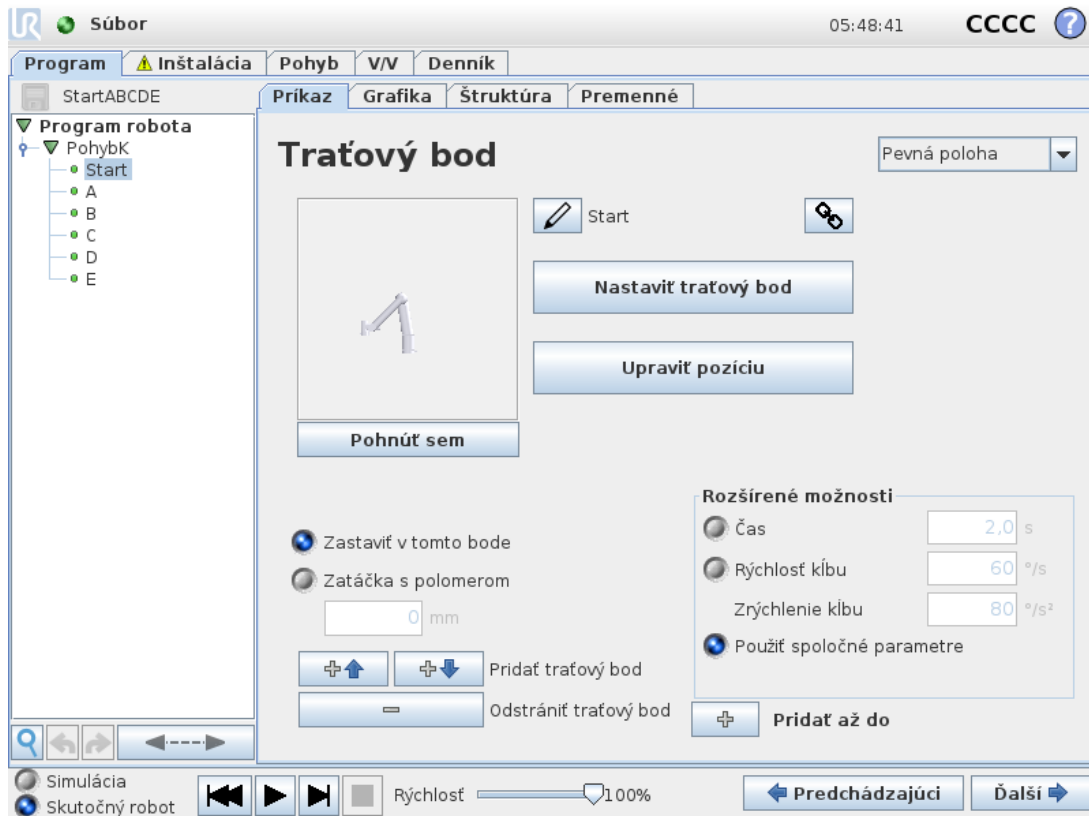 UR Súbor 05:48:41 CCCC ?
Program Inštalácia Pohyb V/V Denník
StartABCDE Príkaz Grafika Štruktúra Premenné
Program robota
PohybK
Start
A
B
C
D
E
Traťový bod
Pevná poloha
Start
Nastaviť traťový bod
Upraviť pozíciu
Pohnúť sem
Zastaviť v tomto bode
Zatáčka s polomerom
0 mm
Pridať traťový bod
Odstrániť traťový bod
Rozšírené možnosti
Čas 2,0 s
Rýchlosť kĺbu 60 °/s
Zrýchlenie kĺbu 80 °/s²
Použiť spoločné parametre
Pridať až do
Simulácia
Skutočný robot
Rýchlosť 100%
Predchádzajúci Ďalší